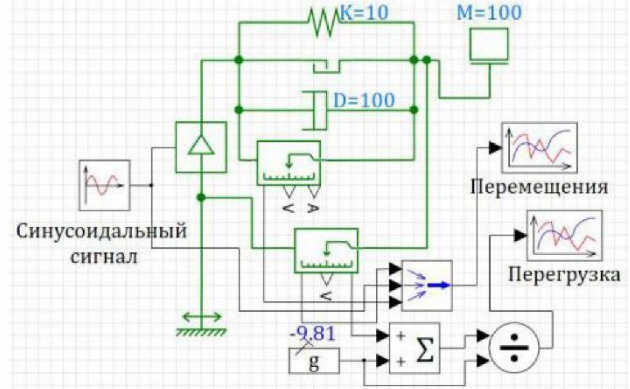 K=10
M=100
D=100
V
A
Перемещения
Синусоидальный
сигнал
V
Перегрузка
-9.81
g
+
+
Σ
÷